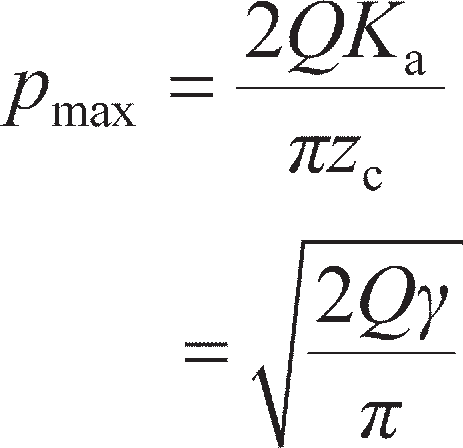 p_max = 2QK_a / πz_c
= √(2Qγ / π)